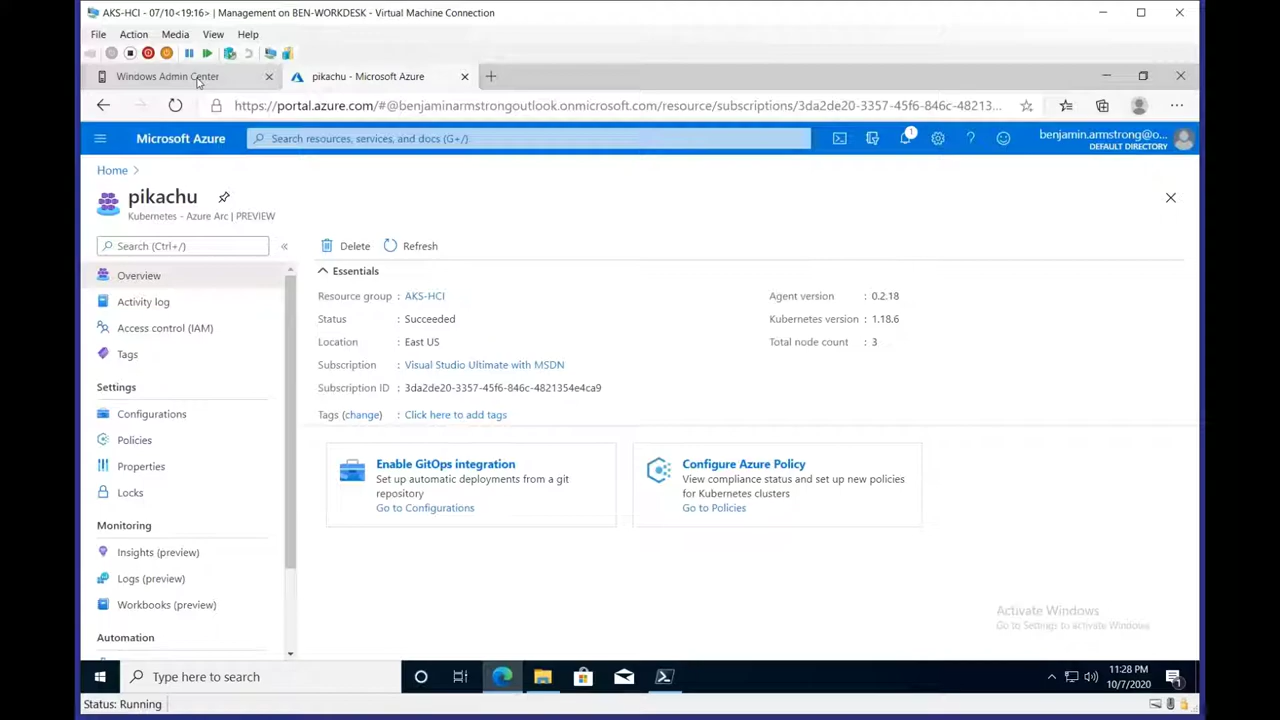 AKS-HCI - 07/10<19:16> | Management on BEN-WORKDESK - Virtual Machine Connection
File Action Media View Help
Windows Admin Center
pikachu - Microsoft Azure
https://portal.azure.com/#@benjaminarmstrongoutlook.onmicrosoft.com/resource/subscriptions/3da2de20-3357-45f6-846c-48213...
Microsoft Azure
Search resources, services, and docs (G+/)
1
benjamin.armstrong@o...
DEFAULT DIRECTORY
Home >
pikachu
Kubernetes - Azure Arc | PREVIEW
Search (Ctrl+/)
«
Overview
Activity log
Access control (IAM)
Tags
Settings
Configurations
Policies
Properties
Locks
Monitoring
Insights (preview)
Logs (preview)
Workbooks (preview)
Automation
Delete Refresh
Essentials
Resource group : AKS-HCI
Status : Succeeded
Location : East US
Subscription : Visual Studio Ultimate with MSDN
Subscription ID : 3da2de20-3357-45f6-846c-4821354e4ca9
Tags (change) : Click here to add tags
Agent version : 0.2.18
Kubernetes version : 1.18.6
Total node count : 3
Enable GitOps integration
Set up automatic deployments from a git
repository
Go to Configurations
Configure Azure Policy
View compliance status and set up new policies
for Kubernetes clusters
Go to Policies
Activate Windows
Go to Settings to activate Windows.
Type here to search
11:28 PM
10/7/2020
1
Status: Running